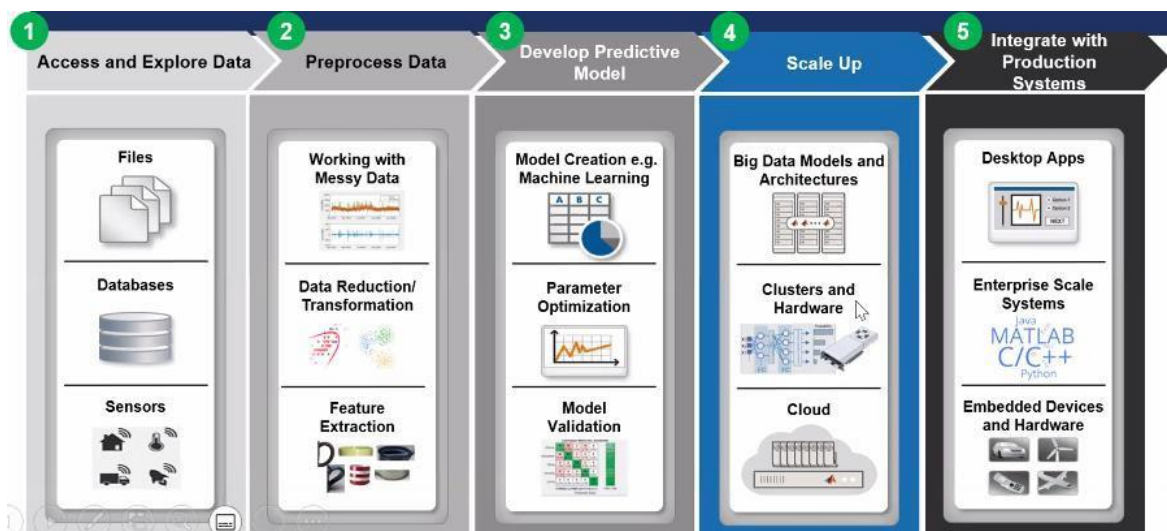 1
Access and Explore Data
2
Preprocess Data
3
Develop Predictive
Model
4
Scale Up
5
Integrate with
Production
Systems
Files
Databases
Sensors
Working with
Messy Data
Data Reduction/
Transformation
Feature
Extraction
Model Creation e.g.
Machine Learning
A B C
Parameter
Optimization
Model
Validation
Big Data Models and
Architectures
Clusters and
Hardware
Cloud
Desktop Apps
NEXT
Enterprise Scale
Systems
Java
MATLAB
C/C++
Python
Embedded Devices
and Hardware